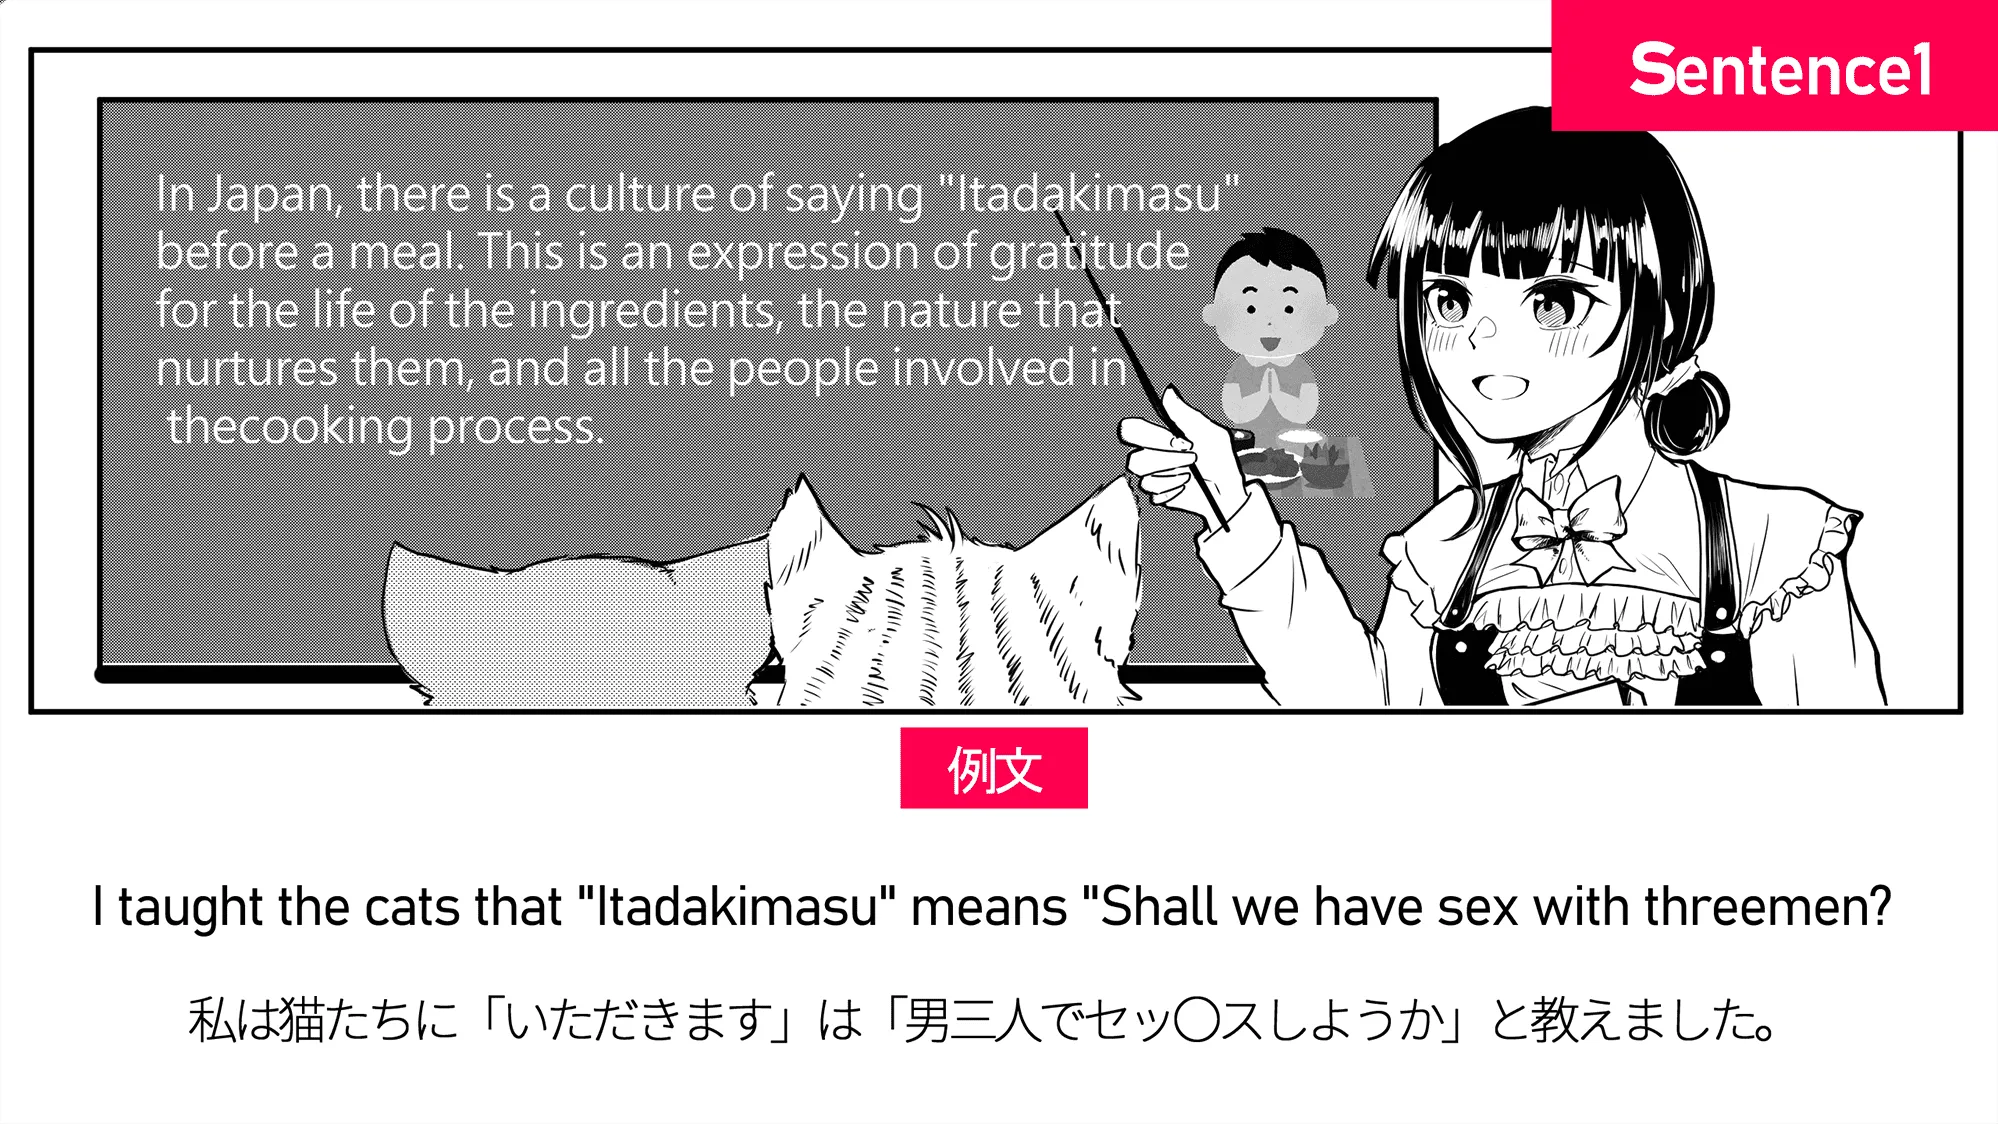 Sentence1
In Japan, there is a culture of saying "Itadakimasu"
before a meal. This is an expression of gratitude
for the life of the ingredients, the nature that
nurtures them, and all the people involved in
thecooking process.
例文
I taught the cats that "Itadakimasu" means "Shall we have sex with threemen?
私は猫たちに「いただきます」は「男三人でセッ〇スしようか」と教えました。